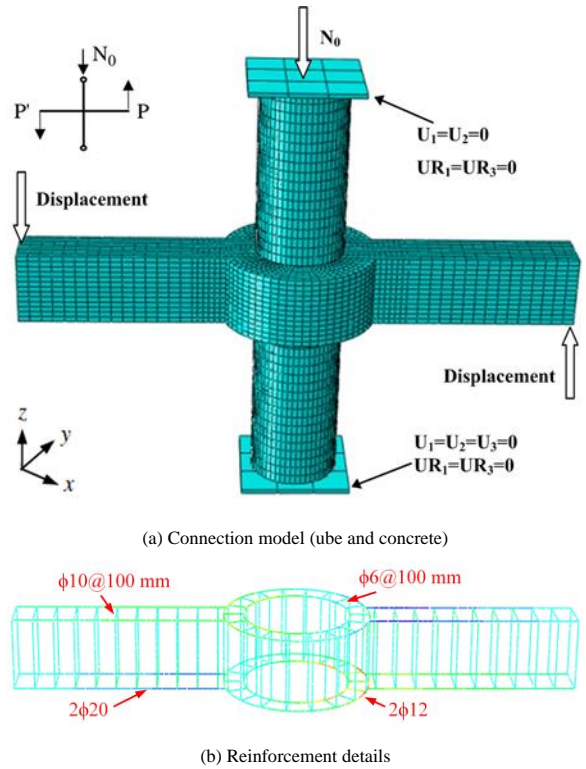 N₀
N₀
P'
P
U₁=U₂=0
UR₁=UR₃=0
Displacement
Displacement
z
y
x
U₁=U₂=U₃=0
UR₁=UR₃=0
(a) Connection model (ube and concrete)
ϕ10@100 mm
ϕ6@100 mm
2ϕ20
2ϕ12
(b) Reinforcement details